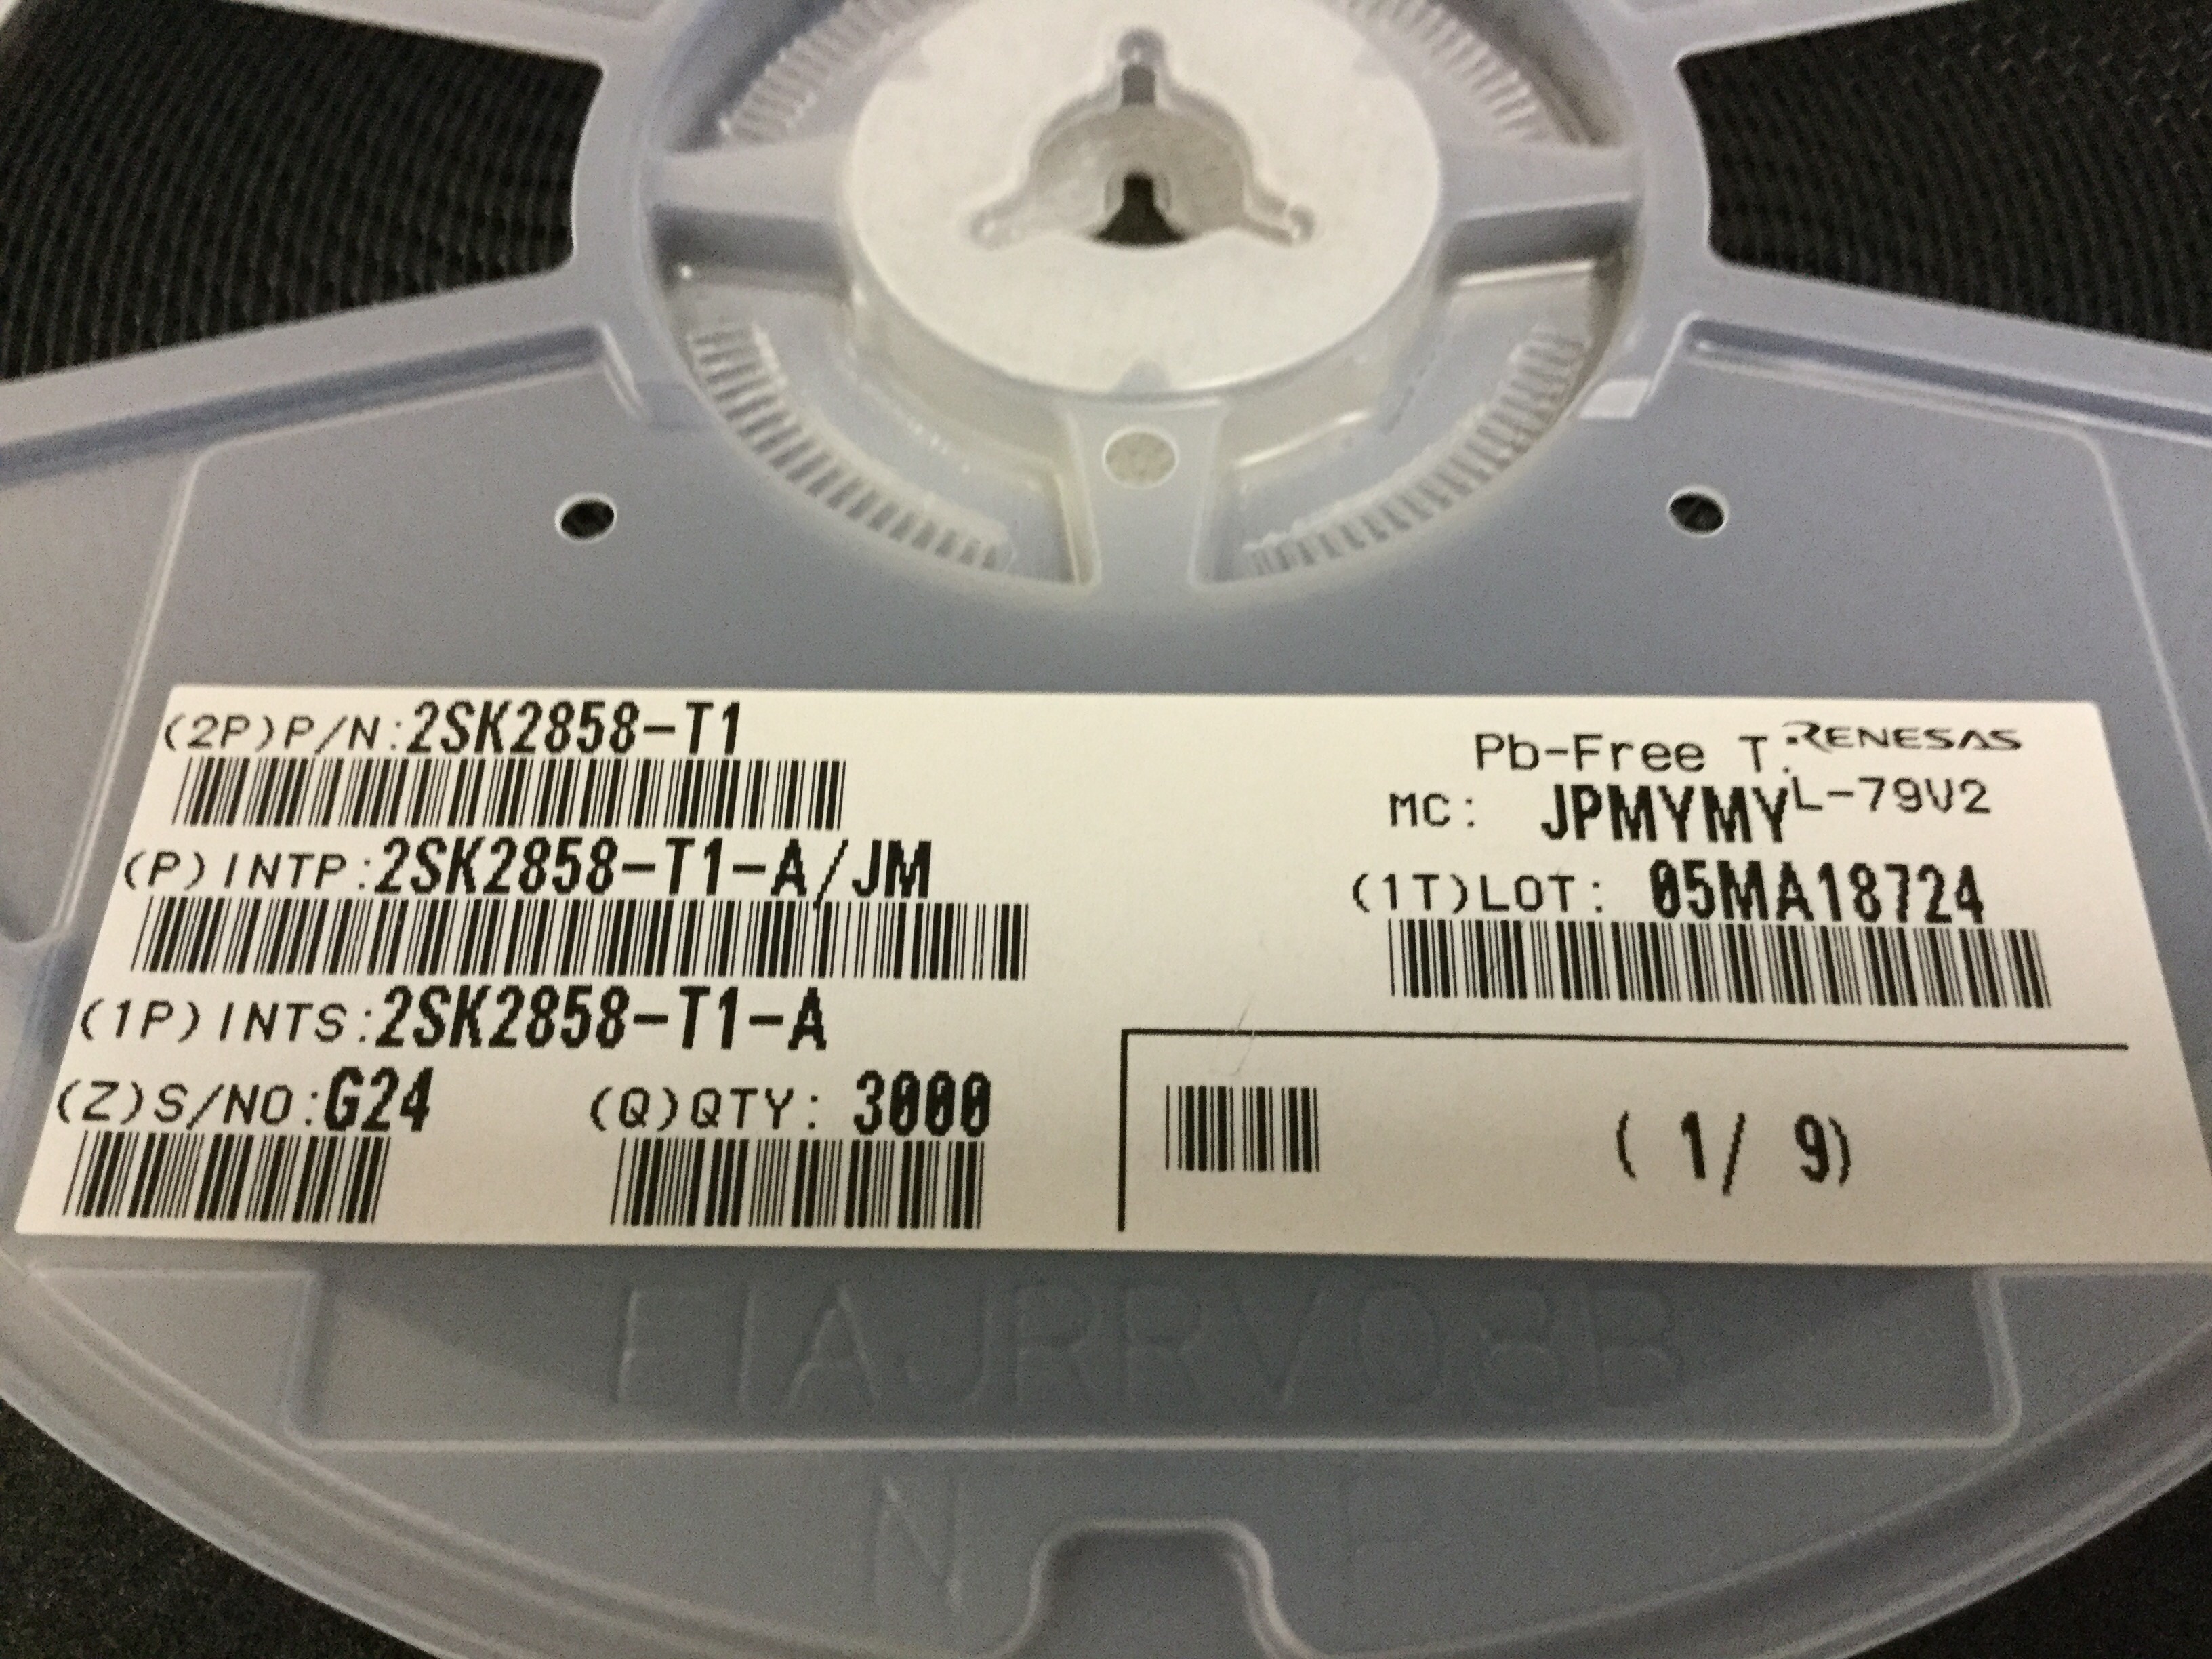 (2P)P/N:2SK2858-T1
(P)INTP:2SK2858-T1-A/JM
(1P)INTS:2SK2858-T1-A
(Z)S/NO:G24 (Q)QTY: 3000
Pb-Free T. RENESAS
MC: JPMYMY L-79V2
(1T)LOT: 05MA18724
( 1/ 9)
EIAJRRV08B
N